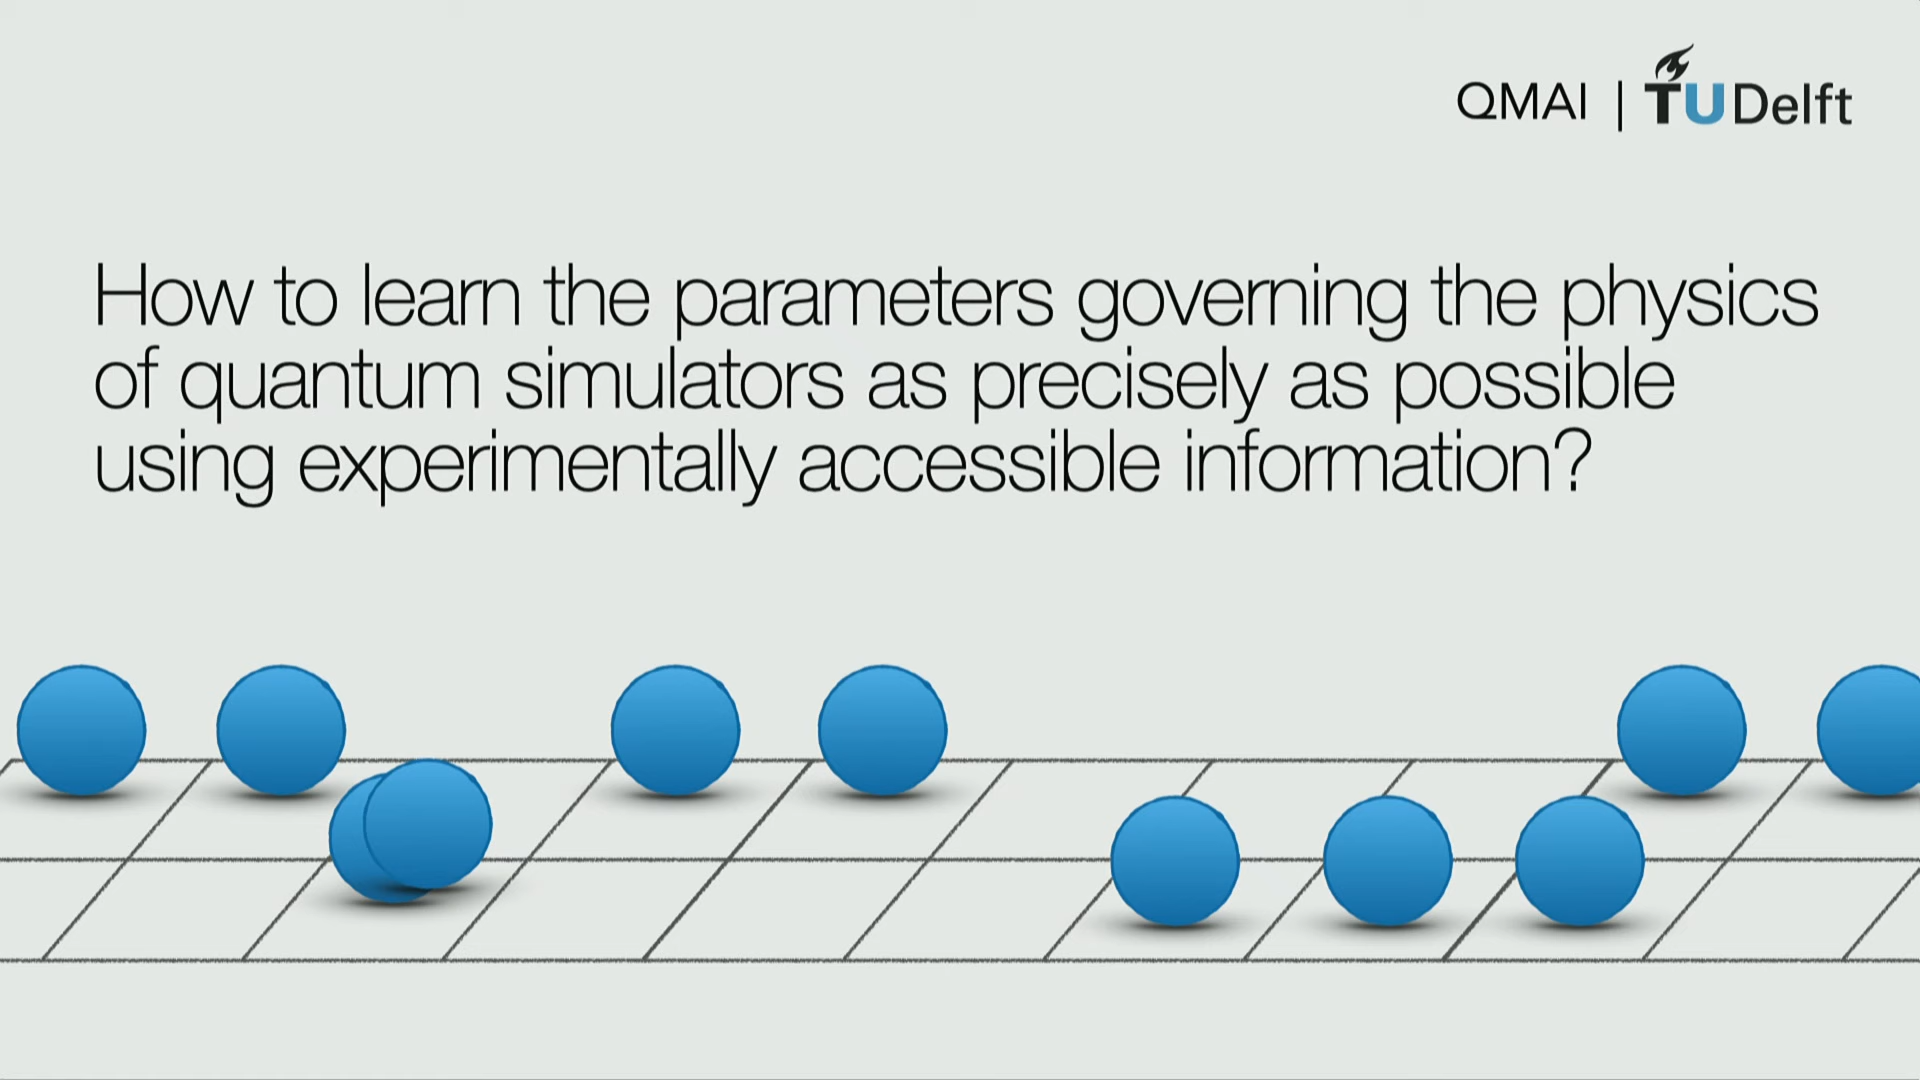 QMAI | TUDelft
How to learn the parameters governing the physics
of quantum simulators as precisely as possible
using experimentally accessible information?